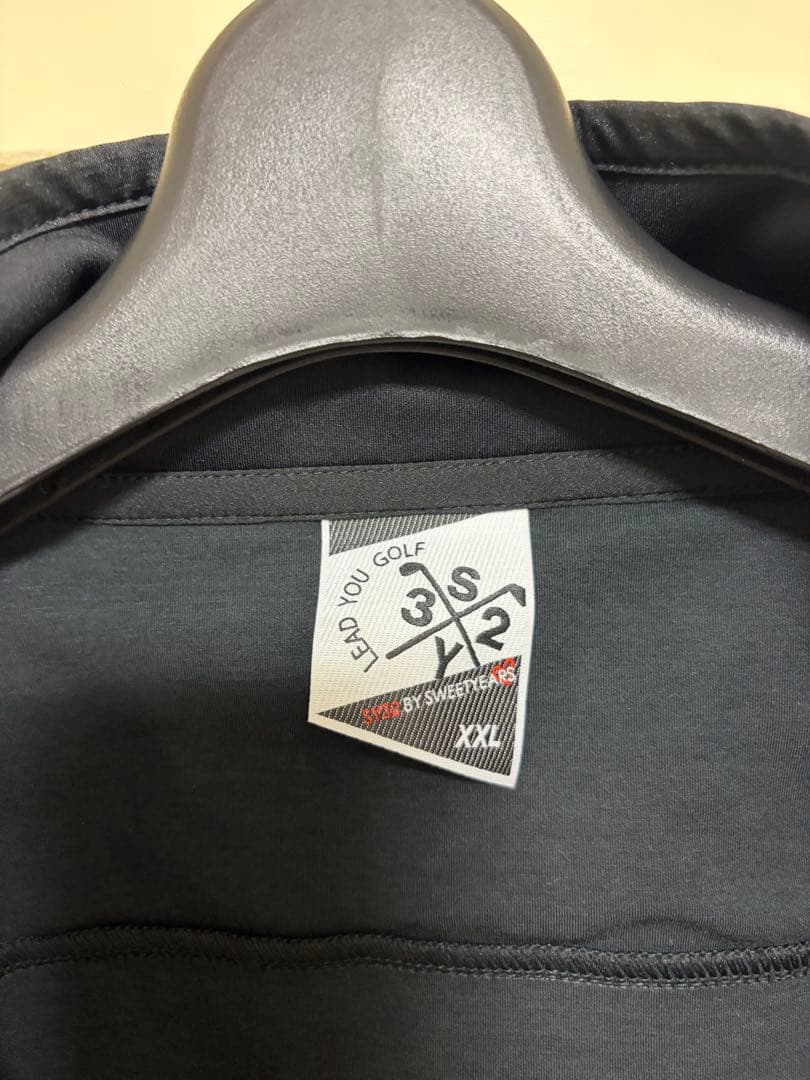 LEAD YOU GOLF
S
3 2
Y
SY32 BY SWEETYEARS
XXL